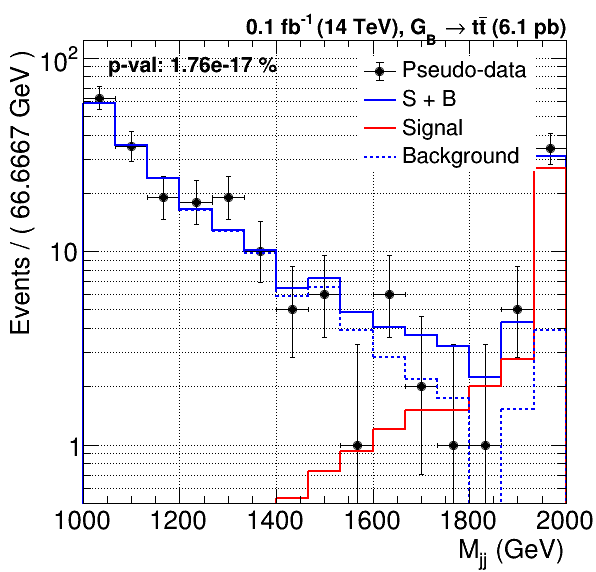 0.1 fb⁻¹ (14 TeV), G_B → tt̄ (6.1 pb)
p-val: 1.76e-17 %
Pseudo-data
S + B
Signal
Background
Events / ( 66.6667 GeV )
10²
10
1
1000 1200 1400 1600 1800 2000
M_jj (GeV)